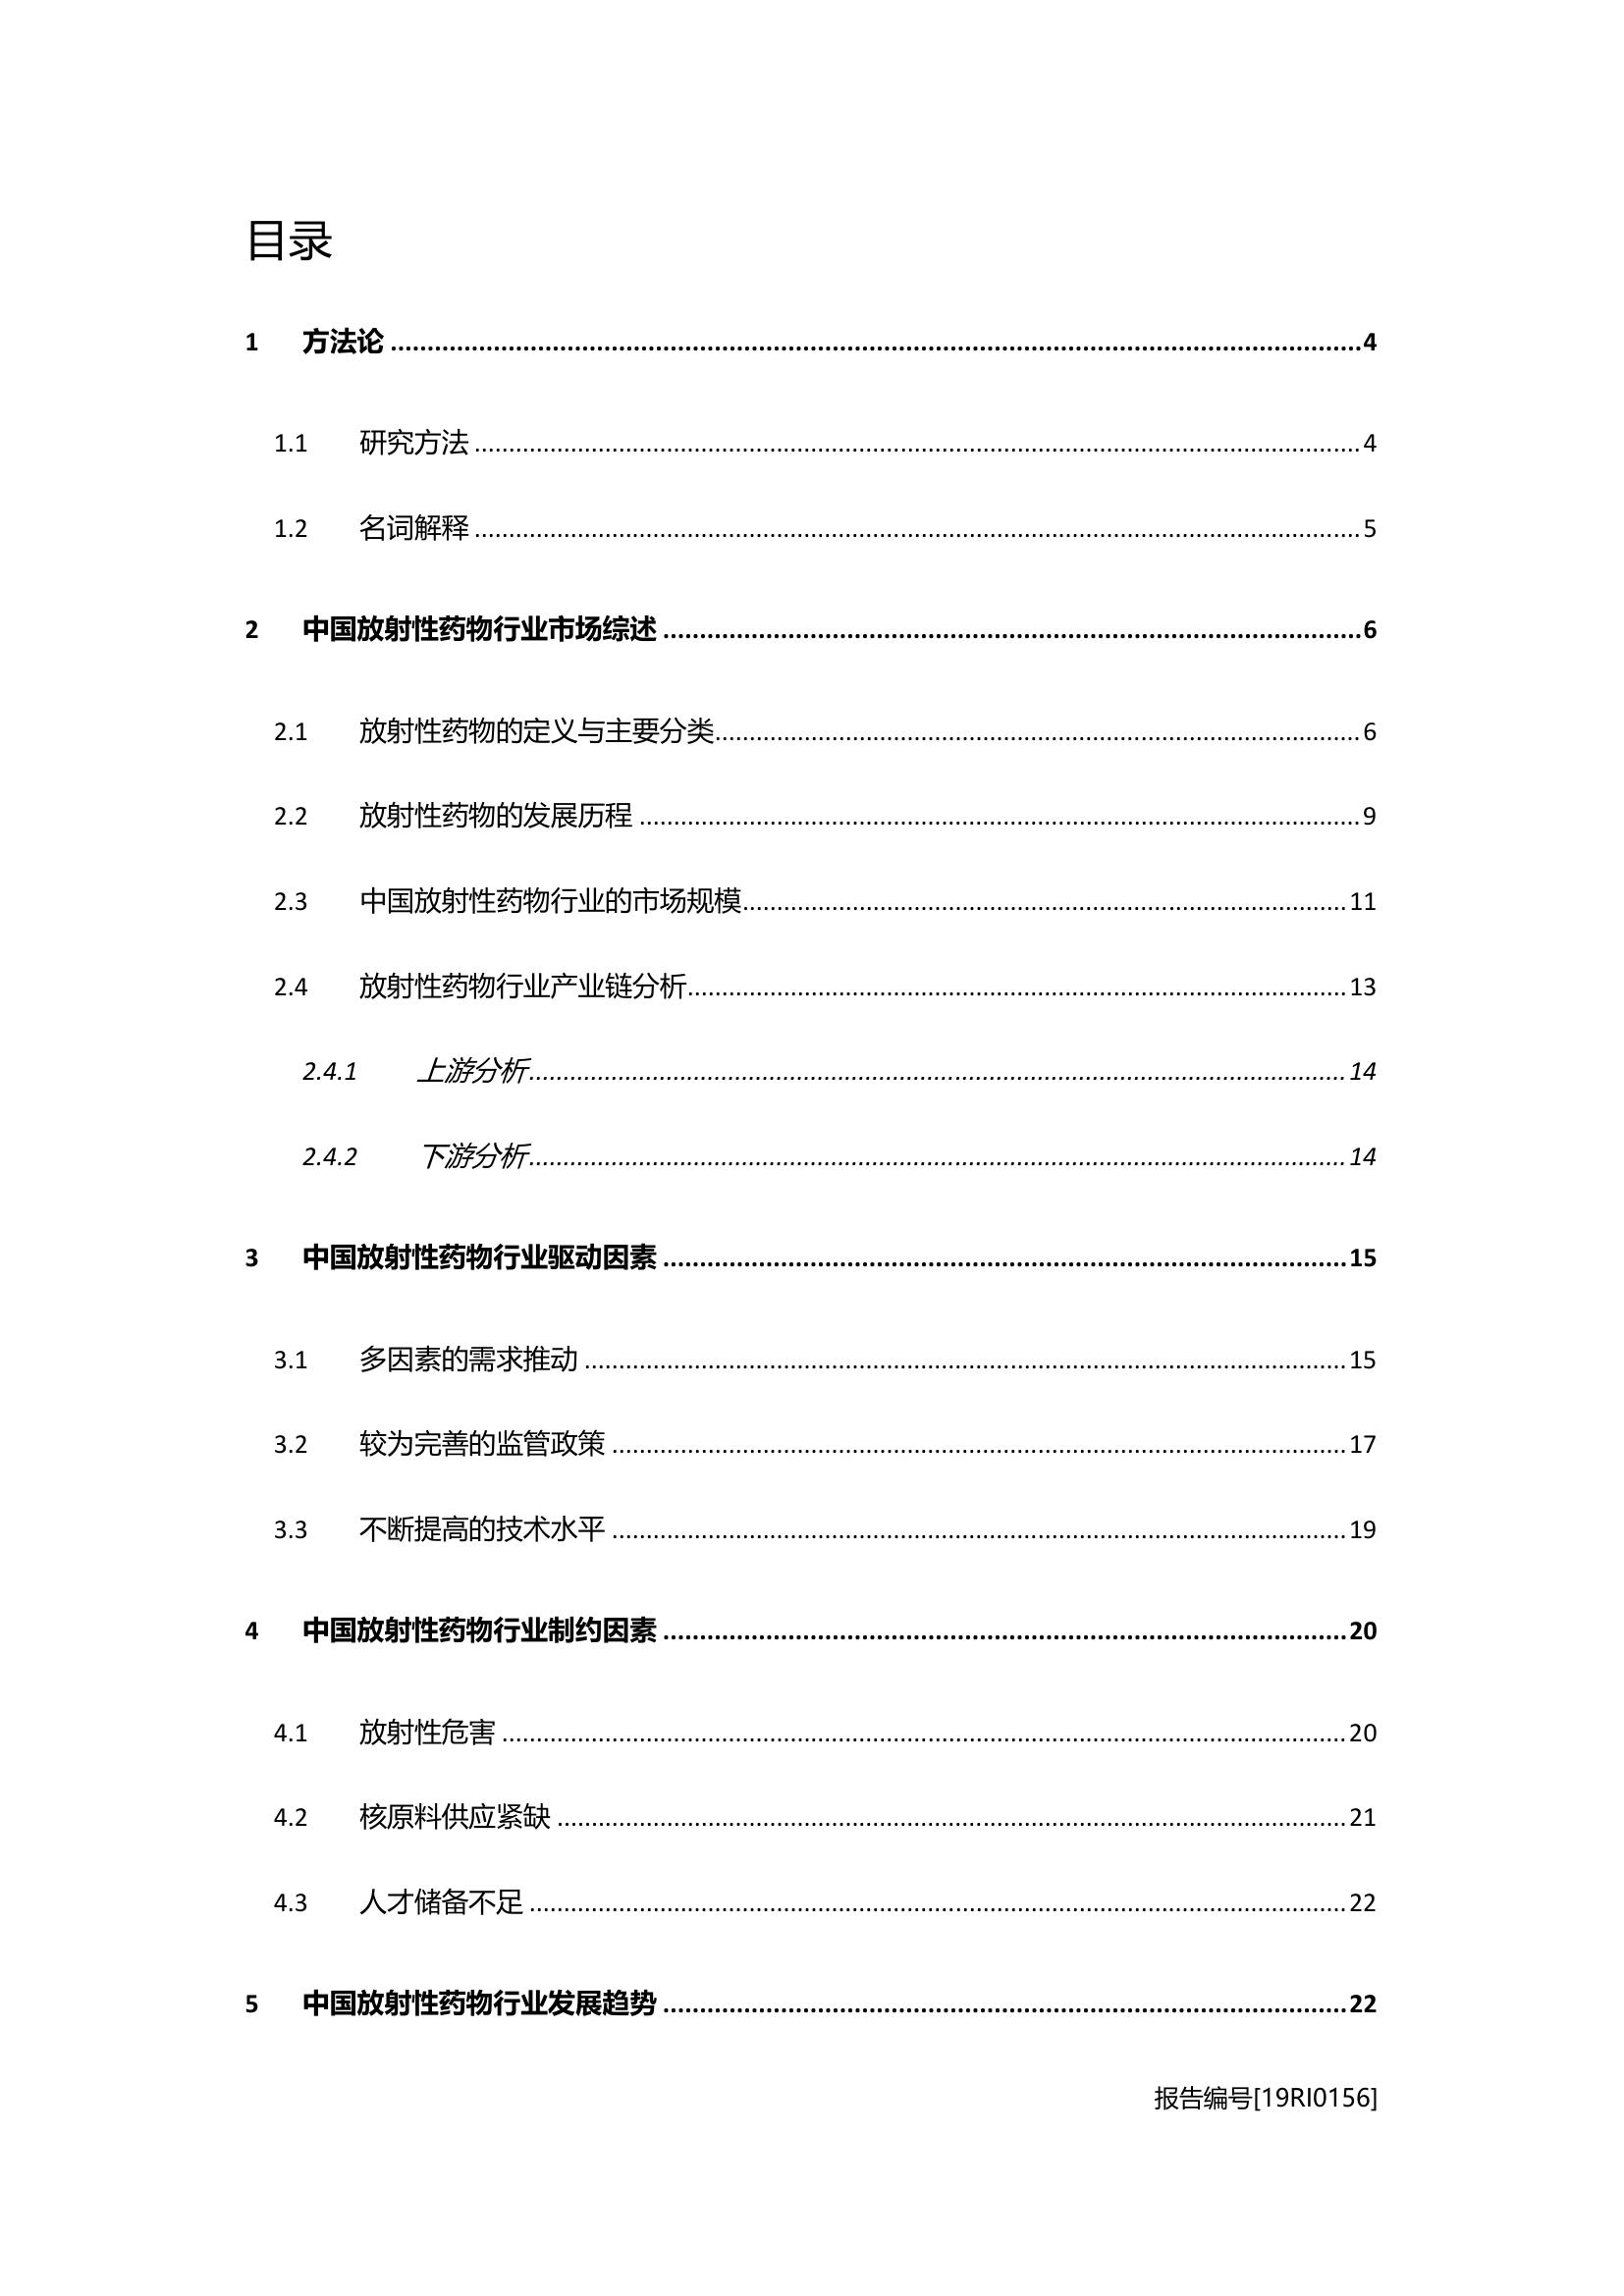 目录
1 方法论 ........ 4
1.1 研究方法 ........ 4
1.2 名词解释 ........ 5
2 中国放射性药物行业市场综述 ........ 6
2.1 放射性药物的定义与主要分类 ........ 6
2.2 放射性药物的发展历程 ........ 9
2.3 中国放射性药物行业的市场规模 ........ 11
2.4 放射性药物行业产业链分析 ........ 13
2.4.1 上游分析 ........ 14
2.4.2 下游分析 ........ 14
3 中国放射性药物行业驱动因素 ........ 15
3.1 多因素的需求推动 ........ 15
3.2 较为完善的监管政策 ........ 17
3.3 不断提高的技术水平 ........ 19
4 中国放射性药物行业制约因素 ........ 20
4.1 放射性危害 ........ 20
4.2 核原料供应紧缺 ........ 21
4.3 人才储备不足 ........ 22
5 中国放射性药物行业发展趋势 ........ 22
报告编号[19RI0156]